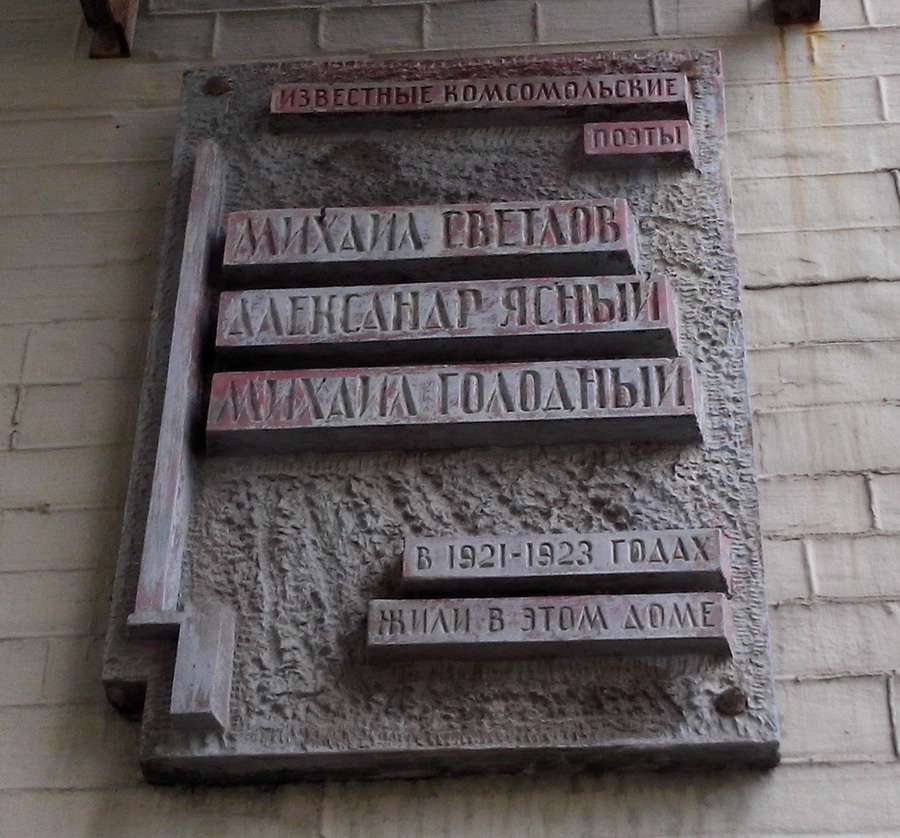 ИЗВЕСТНЫЕ КОМСОМОЛЬСКИЕ
ПОЭТЫ
МИХАИЛ СВЕТЛОВ
АЛЕКСАНДР ЯСНЫЙ
МИХАИЛ ГОЛОДНЫЙ
В 1921-1923 ГОДАХ
ЖИЛИ В ЭТОМ ДОМЕ